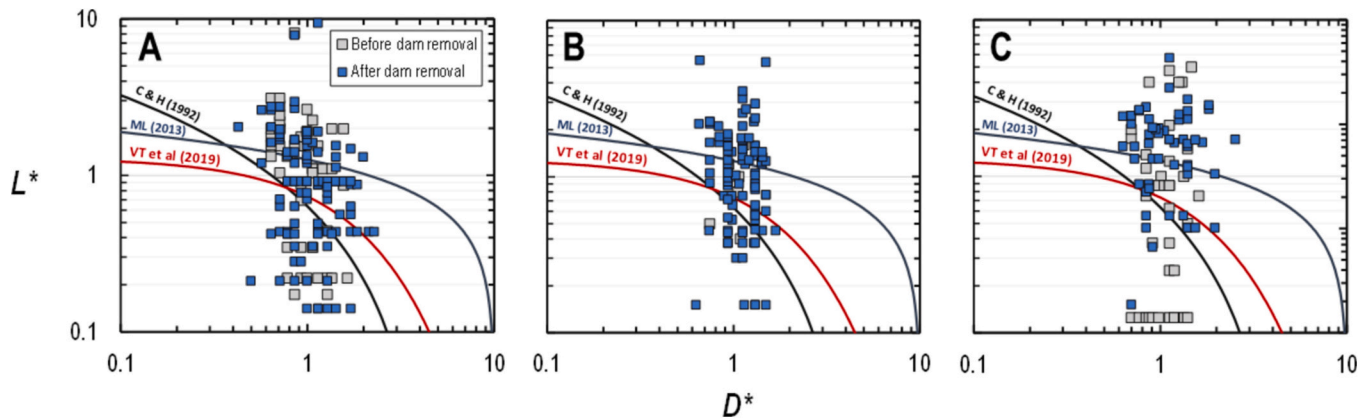 10
1
0.1
L*
A
Before dam removal
After dam removal
C & H (1992)
ML (2013)
VT et al (2019)
0.1
1
10
B
C & H (1992)
ML (2013)
VT et al (2019)
0.1
1
10
C
C & H (1992)
ML (2013)
VT et al (2019)
0.1
1
10
D*